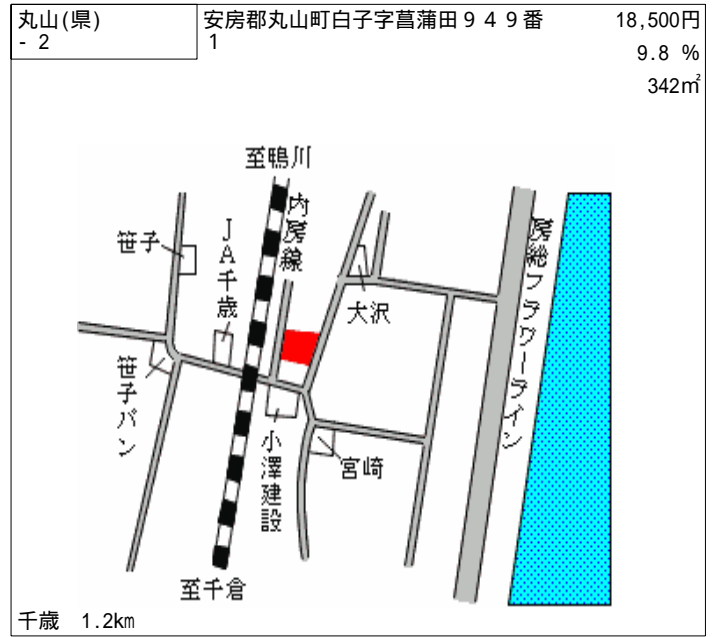 丸山(県)
- 2
安房郡丸山町白子字菖蒲田９４９番
1
18,500円
9.8 %
342㎡
至鴨川
内房線
笹子
ＪＡ千歳
大沢
房総フラワーライン
笹子パン
小澤建設
宮崎
至千倉
千歳 1.2km